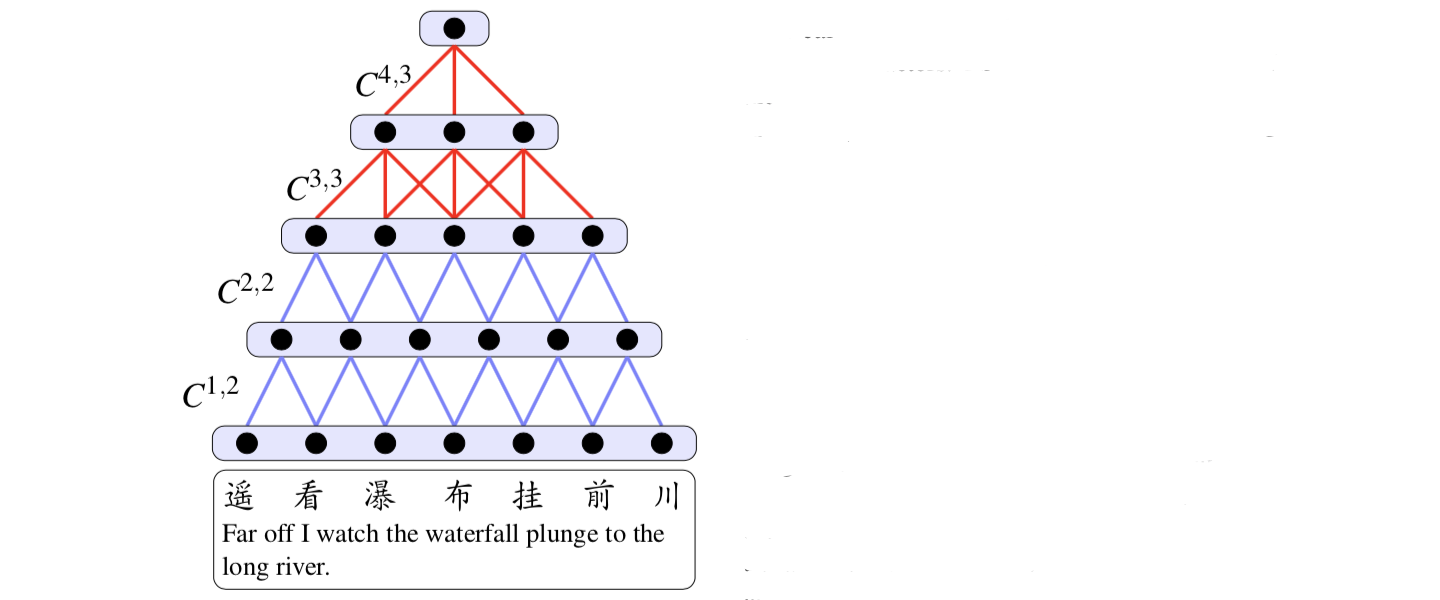 C^{4,3}
C^{3,3}
C^{2,2}
C^{1,2}
遥 看 瀑 布 挂 前 川
Far off I watch the waterfall plunge to the
long river.